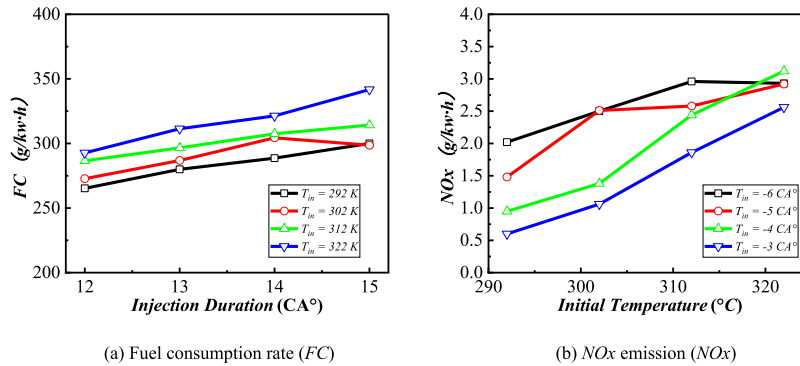 400
350
300
250
200
12
13
14
15
FC (g/kw·h)
Injection Duration (CA°)
T_in = 292 K
T_in = 302 K
T_in = 312 K
T_in = 322 K
(a) Fuel consumption rate (FC)
4.0
3.5
3.0
2.5
2.0
1.5
1.0
0.5
0.0
290
300
310
320
NOx (g/kw·h)
Initial Temperature (°C)
T_in = -6 CA°
T_in = -5 CA°
T_in = -4 CA°
T_in = -3 CA°
(b) NOx emission (NOx)